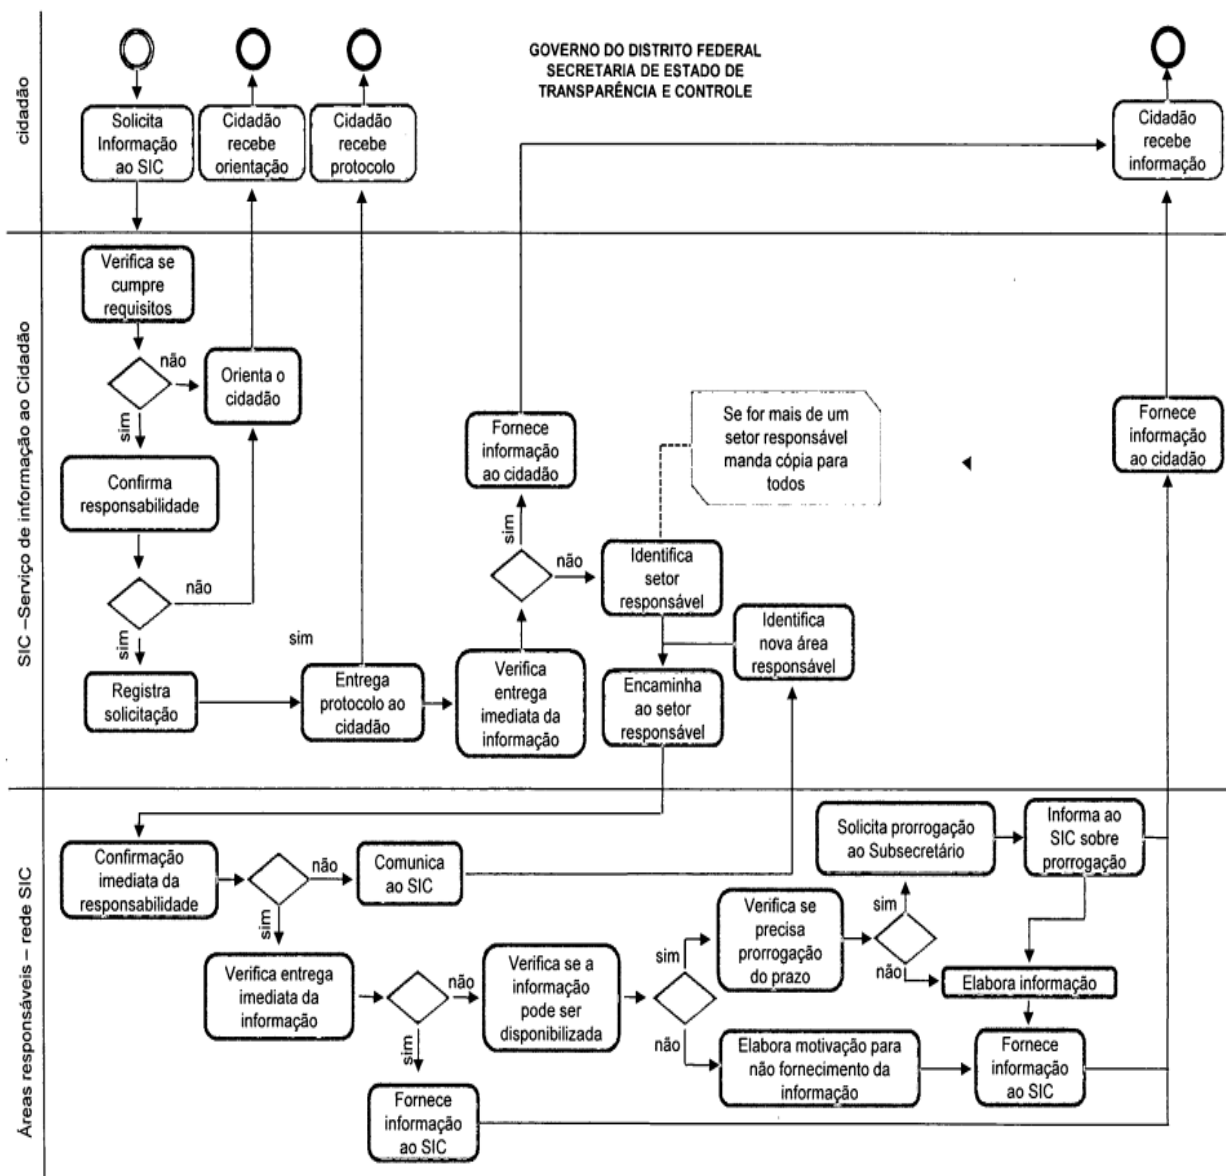 GOVERNO DO DISTRITO FEDERAL
SECRETARIA DE ESTADO DE
TRANSPARÊNCIA E CONTROLE
cidadão
Solicita
Informação
ao SIC
Cidadão
recebe
orientação
Cidadão
recebe
protocolo
Cidadão
recebe
informação
SIC –Serviço de informação ao Cidadão
Verifica se
cumpre
requisitos
não
Orienta o
cidadão
sim
Confirma
responsabilidade
não
sim
Registra
solicitação
sim
Entrega
protocolo ao
cidadão
Verifica
entrega
imediata da
informação
sim
não
Fornece
informação
ao cidadão
Identifica
setor
responsável
Se for mais de um
setor responsável
manda cópia para
todos
Identifica
nova área
responsável
Encaminha
ao setor
responsável
Fornece
informação
ao cidadão
Áreas responsáveis – rede SIC
Confirmação
imediata da
responsabilidade
não
Comunica
ao SIC
sim
Verifica entrega
imediata da
informação
não
sim
Fornece
informação
ao SIC
Verifica se a
informação
pode ser
disponibilizada
sim
não
Verifica se
precisa
prorrogação
do prazo
sim
não
Solicita prorrogação
ao Subsecretário
Informa ao
SIC sobre
prorrogação
Elabora informação
Elabora motivação para
não fornecimento da
informação
Fornece
informação
ao SIC